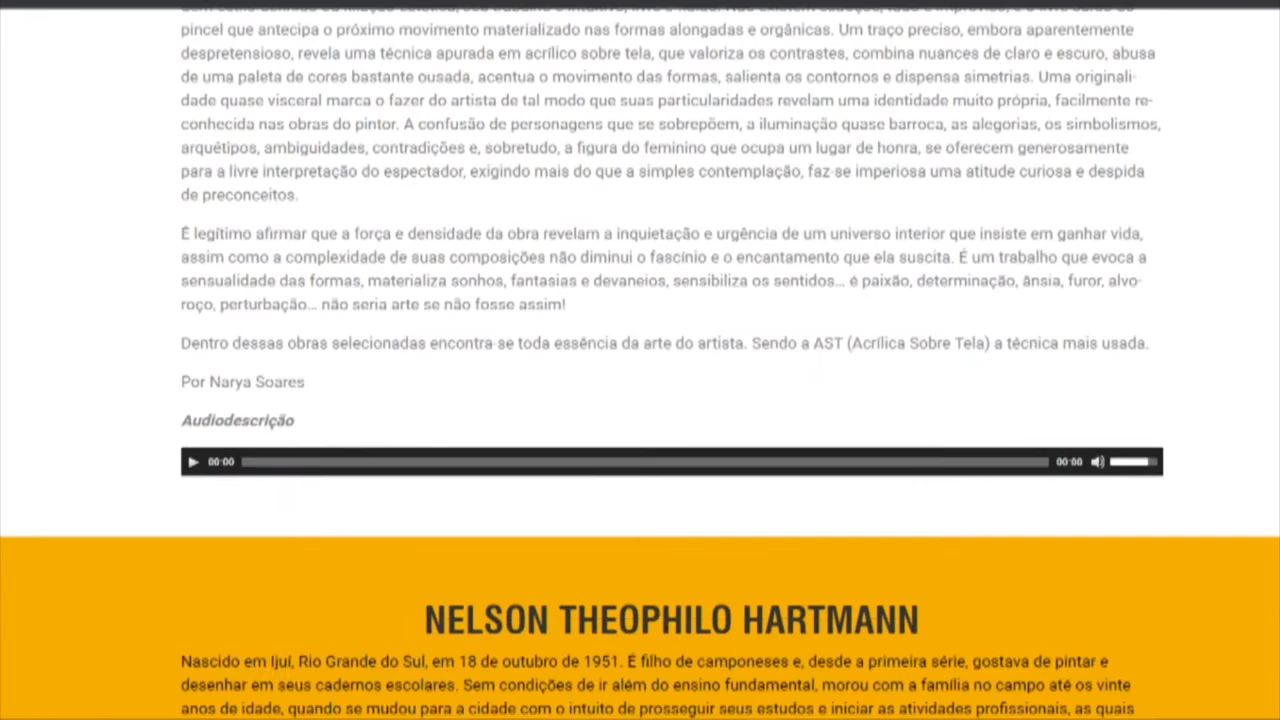 pincel que antecipa o próximo movimento materializado nas formas alongadas e orgânicas. Um traço preciso, embora aparentemente
despretensioso, revela uma técnica apurada em acrílico sobre tela, que valoriza os contrastes, combina nuances de claro e escuro, abusa
de uma paleta de cores bastante ousada, acentua o movimento das formas, salienta os contornos e dispensa simetrias. Uma originali-
dade quase visceral marca o fazer do artista de tal modo que suas particularidades revelam uma identidade muito própria, facilmente re-
conhecida nas obras do pintor. A confusão de personagens que se sobrepõem, a iluminação quase barroca, as alegorias, os simbolismos,
arquétipos, ambiguidades, contradições e, sobretudo, a figura do feminino que ocupa um lugar de honra, se oferecem generosamente
para a livre interpretação do espectador, exigindo mais do que a simples contemplação, faz-se imperiosa uma atitude curiosa e despida
de preconceitos.
É legítimo afirmar que a força e densidade da obra revelam a inquietação e urgência de um universo interior que insiste em ganhar vida,
assim como a complexidade de suas composições não diminui o fascínio e o encantamento que ela suscita. É um trabalho que evoca a
sensualidade das formas, materializa sonhos, fantasias e devaneios, sensibiliza os sentidos... é paixão, determinação, ânsia, furor, alvo-
roço, perturbação... não seria arte se não fosse assim!
Dentro dessas obras selecionadas encontra-se toda essência da arte do artista. Sendo a AST (Acrílica Sobre Tela) a técnica mais usada.
Por Narya Soares
Audiodescrição
00:00 00:00
NELSON THEOPHILO HARTMANN
Nascido em Ijuí, Rio Grande do Sul, em 18 de outubro de 1951. É filho de camponeses e, desde a primeira série, gostava de pintar e
desenhar em seus cadernos escolares. Sem condições de ir além do ensino fundamental, morou com a família no campo até os vinte
anos de idade, quando se mudou para a cidade com o intuito de prosseguir seus estudos e iniciar as atividades profissionais, as quais